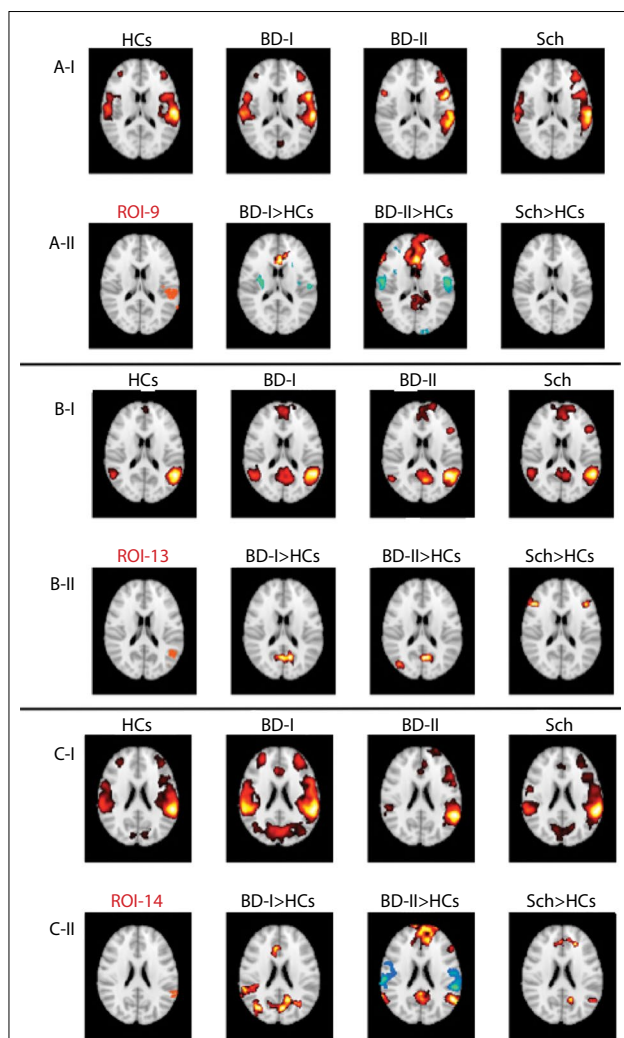 HCs BD-I BD-II Sch
A-I
ROI-9 BD-I>HCs BD-II>HCs Sch>HCs
A-II
HCs BD-I BD-II Sch
B-I
ROI-13 BD-I>HCs BD-II>HCs Sch>HCs
B-II
HCs BD-I BD-II Sch
C-I
ROI-14 BD-I>HCs BD-II>HCs Sch>HCs
C-II